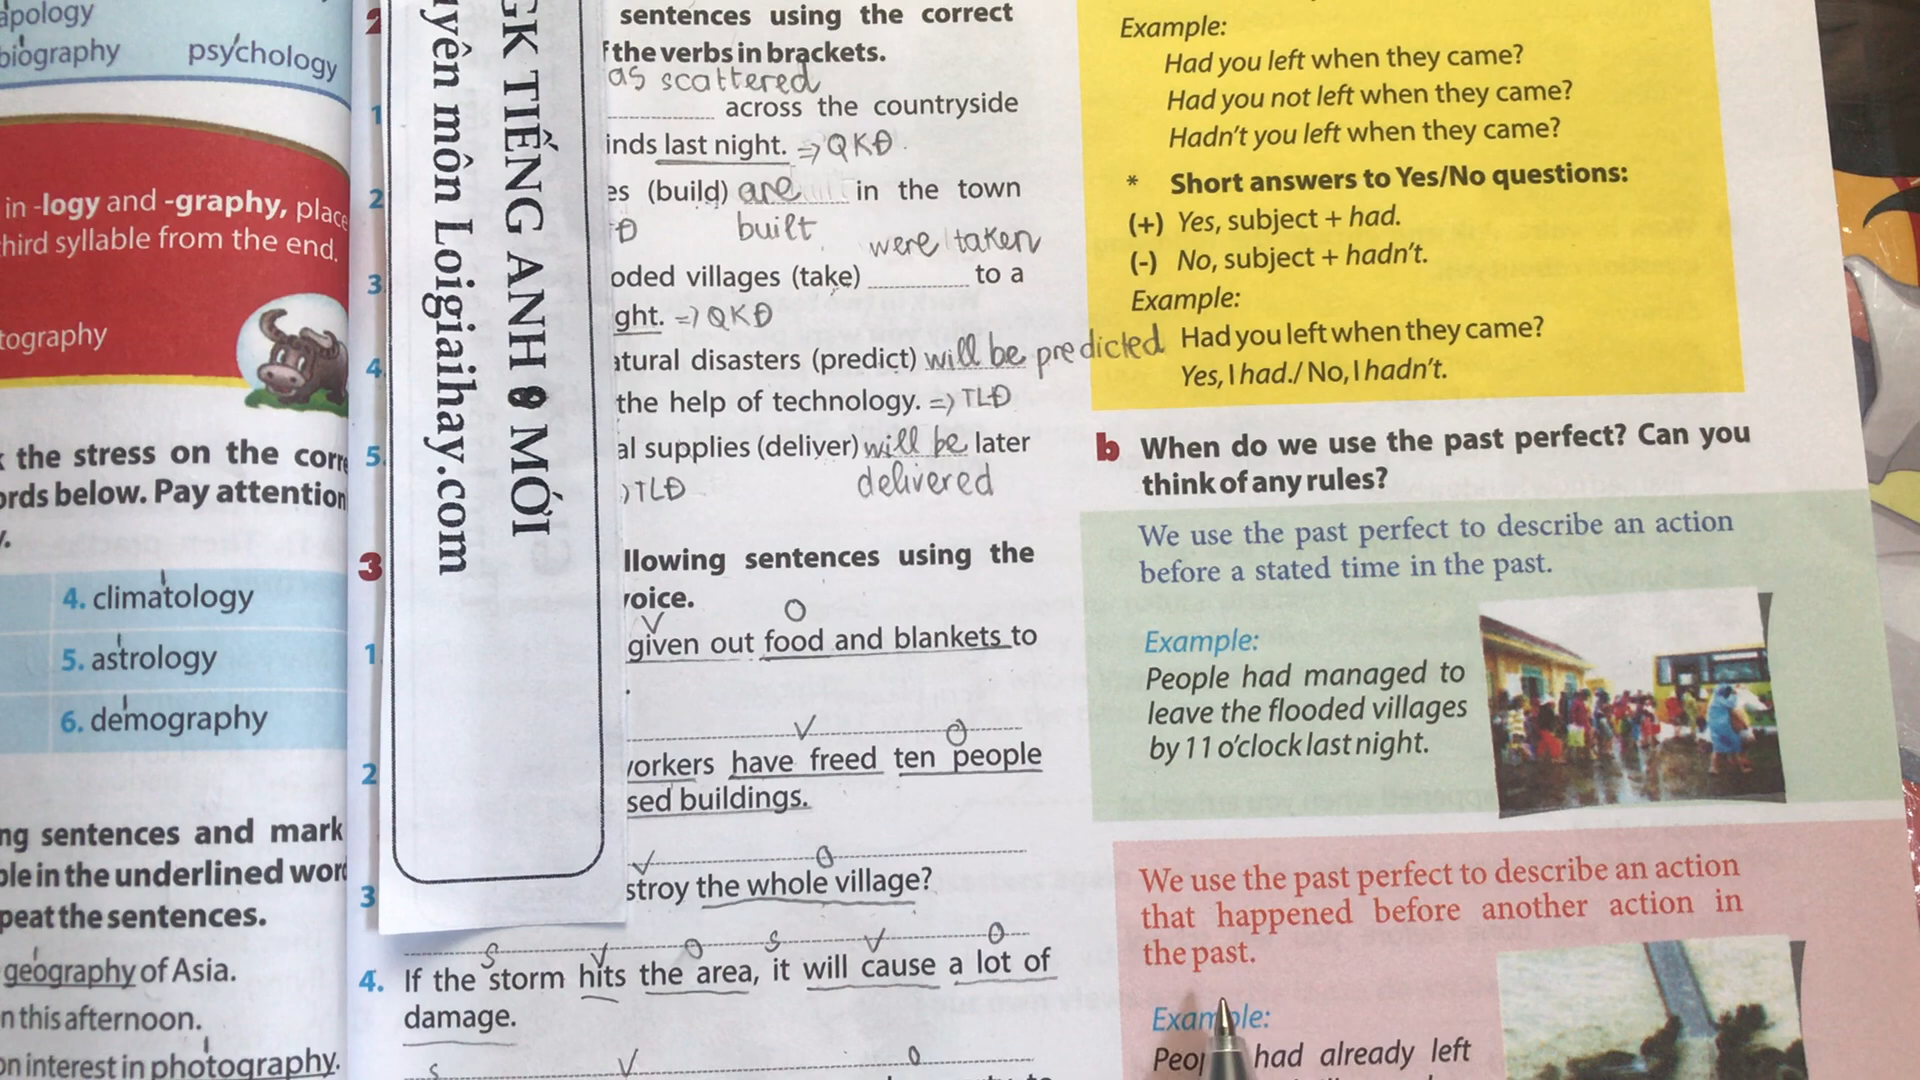 apology
biography psychology
in -logy and -graphy, place
third syllable from the end.
tography
the stress on the corre
ords below. Pay attention
4. climatology
5. astrology
6. demography
ng sentences and mark
ble in the underlined word
peat the sentences.
geography of Asia.
n this afternoon.
on interest in photography.
GK TIẾNG ANH 9 MỚI
uyên môn Loigiaihay.com
2 sentences using the correct
f the verbs in brackets.
as scattered
1 across the countryside
inds last night. => QKĐ
2 es (build) are in the town
Đ built were taken
3 oded villages (take) to a
ght. => QKĐ
4 atural disasters (predict) will be predicted
the help of technology. => TLĐ
5 al supplies (deliver) will be later
TLĐ delivered
3 llowing sentences using the
voice.
V O
1 given out food and blankets to
.
V O
2 workers have freed ten people
sed buildings.
V O
3 stroy the whole village?
S V O S V O
4. If the storm hits the area, it will cause a lot of
damage.
S V O
Example:
Had you left when they came?
Had you not left when they came?
Hadn't you left when they came?
* Short answers to Yes/No questions:
(+) Yes, subject + had.
(-) No, subject + hadn't.
Example:
Had you left when they came?
Yes, I had./ No, I hadn't.
b When do we use the past perfect? Can you
think of any rules?
We use the past perfect to describe an action
before a stated time in the past.
Example:
People had managed to
leave the flooded villages
by 11 o'clock last night.
We use the past perfect to describe an action
that happened before another action in
the past.
Example:
Peop had already left